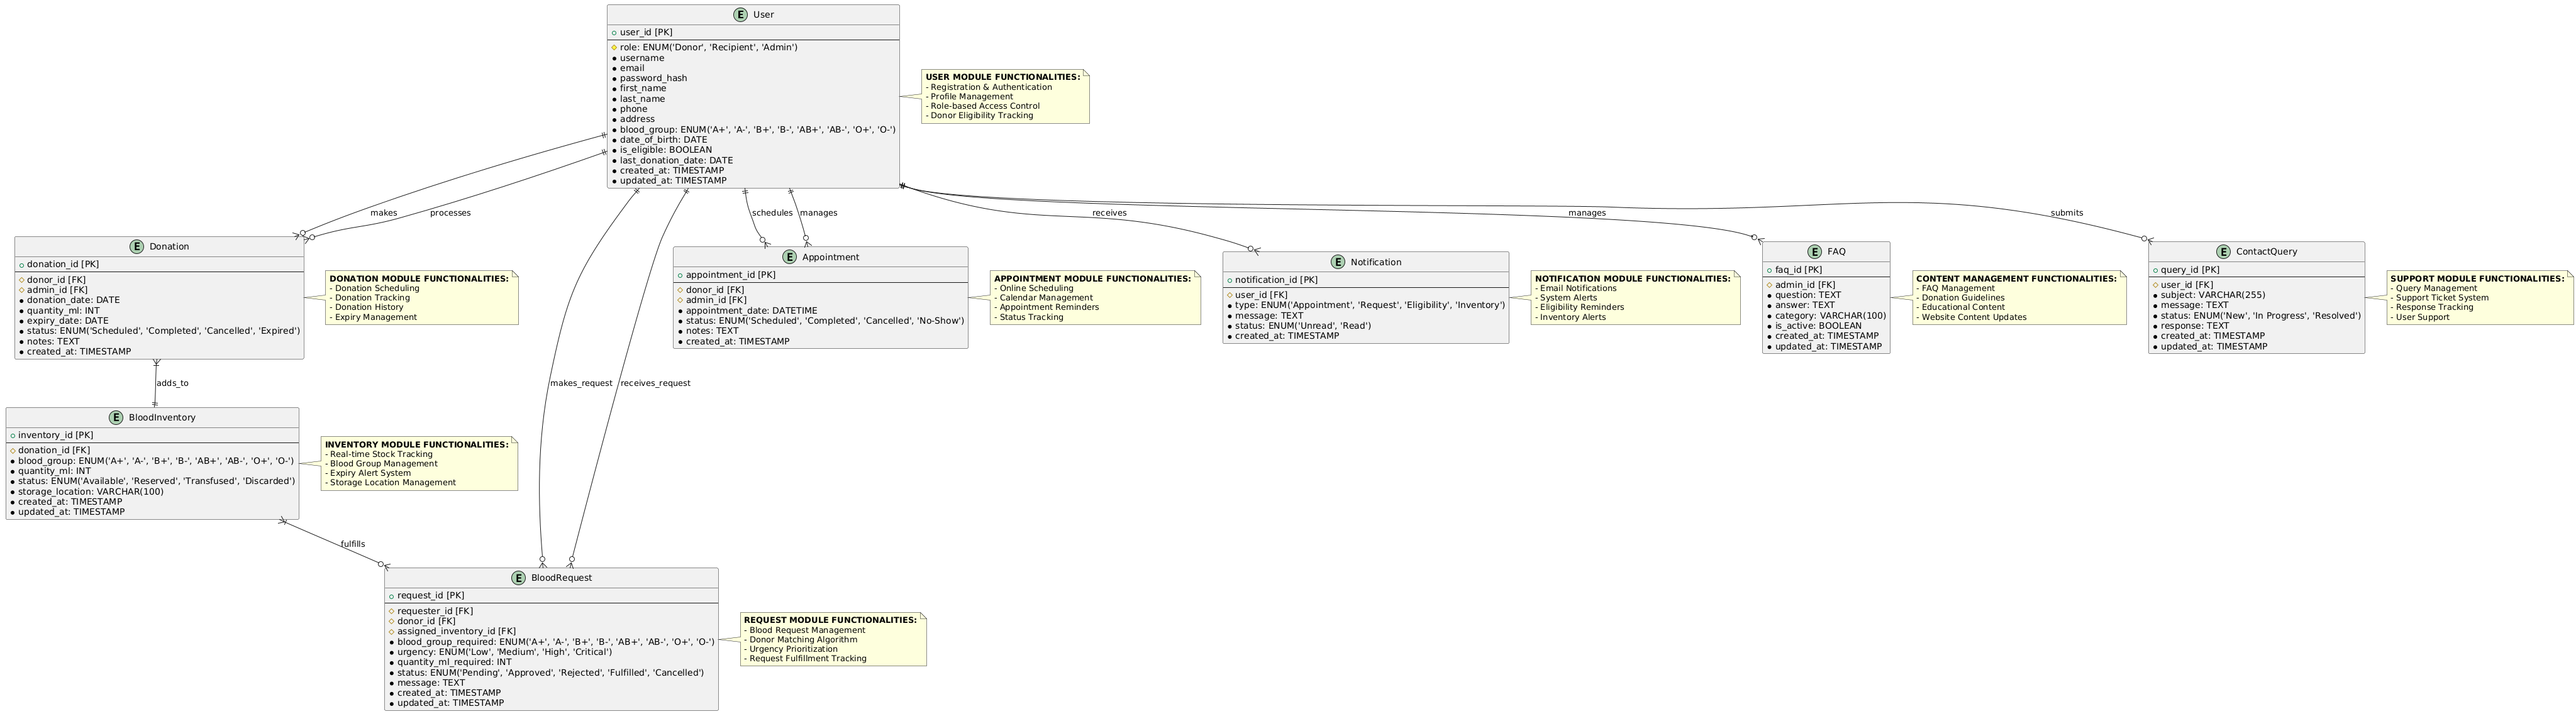 E User
user_id [PK]
role: ENUM('Donor', 'Recipient', 'Admin')
username
email
password_hash
first_name
last_name
phone
address
blood_group: ENUM('A+', 'A-', 'B+', 'B-', 'AB+', 'AB-', 'O+', 'O-')
date_of_birth: DATE
is_eligible: BOOLEAN
last_donation_date: DATE
created_at: TIMESTAMP
updated_at: TIMESTAMP
USER MODULE FUNCTIONALITIES:
- Registration & Authentication
- Profile Management
- Role-based Access Control
- Donor Eligibility Tracking
makes
processes
schedules
manages
receives
manages
submits
E Donation
donation_id [PK]
donor_id [FK]
admin_id [FK]
donation_date: DATE
quantity_ml: INT
expiry_date: DATE
status: ENUM('Scheduled', 'Completed', 'Cancelled', 'Expired')
notes: TEXT
created_at: TIMESTAMP
DONATION MODULE FUNCTIONALITIES:
- Donation Scheduling
- Donation Tracking
- Donation History
- Expiry Management
E Appointment
appointment_id [PK]
donor_id [FK]
admin_id [FK]
appointment_date: DATETIME
status: ENUM('Scheduled', 'Completed', 'Cancelled', 'No-Show')
notes: TEXT
created_at: TIMESTAMP
APPOINTMENT MODULE FUNCTIONALITIES:
- Online Scheduling
- Calendar Management
- Appointment Reminders
- Status Tracking
E Notification
notification_id [PK]
user_id [FK]
type: ENUM('Appointment', 'Request', 'Eligibility', 'Inventory')
message: TEXT
status: ENUM('Unread', 'Read')
created_at: TIMESTAMP
NOTIFICATION MODULE FUNCTIONALITIES:
- Email Notifications
- System Alerts
- Eligibility Reminders
- Inventory Alerts
E FAQ
faq_id [PK]
admin_id [FK]
question: TEXT
answer: TEXT
category: VARCHAR(100)
is_active: BOOLEAN
created_at: TIMESTAMP
updated_at: TIMESTAMP
CONTENT MANAGEMENT FUNCTIONALITIES:
- FAQ Management
- Donation Guidelines
- Educational Content
- Website Content Updates
E ContactQuery
query_id [PK]
user_id [FK]
subject: VARCHAR(255)
message: TEXT
status: ENUM('New', 'In Progress', 'Resolved')
response: TEXT
created_at: TIMESTAMP
updated_at: TIMESTAMP
SUPPORT MODULE FUNCTIONALITIES:
- Query Management
- Support Ticket System
- Response Tracking
- User Support
adds_to
makes_request
receives_request
E BloodInventory
inventory_id [PK]
donation_id [FK]
blood_group: ENUM('A+', 'A-', 'B+', 'B-', 'AB+', 'AB-', 'O+', 'O-')
quantity_ml: INT
status: ENUM('Available', 'Reserved', 'Transfused', 'Discarded')
storage_location: VARCHAR(100)
created_at: TIMESTAMP
updated_at: TIMESTAMP
INVENTORY MODULE FUNCTIONALITIES:
- Real-time Stock Tracking
- Blood Group Management
- Expiry Alert System
- Storage Location Management
fulfills
E BloodRequest
request_id [PK]
requester_id [FK]
donor_id [FK]
assigned_inventory_id [FK]
blood_group_required: ENUM('A+', 'A-', 'B+', 'B-', 'AB+', 'AB-', 'O+', 'O-')
urgency: ENUM('Low', 'Medium', 'High', 'Critical')
quantity_ml_required: INT
status: ENUM('Pending', 'Approved', 'Rejected', 'Fulfilled', 'Cancelled')
message: TEXT
created_at: TIMESTAMP
updated_at: TIMESTAMP
REQUEST MODULE FUNCTIONALITIES:
- Blood Request Management
- Donor Matching Algorithm
- Urgency Prioritization
- Request Fulfillment Tracking